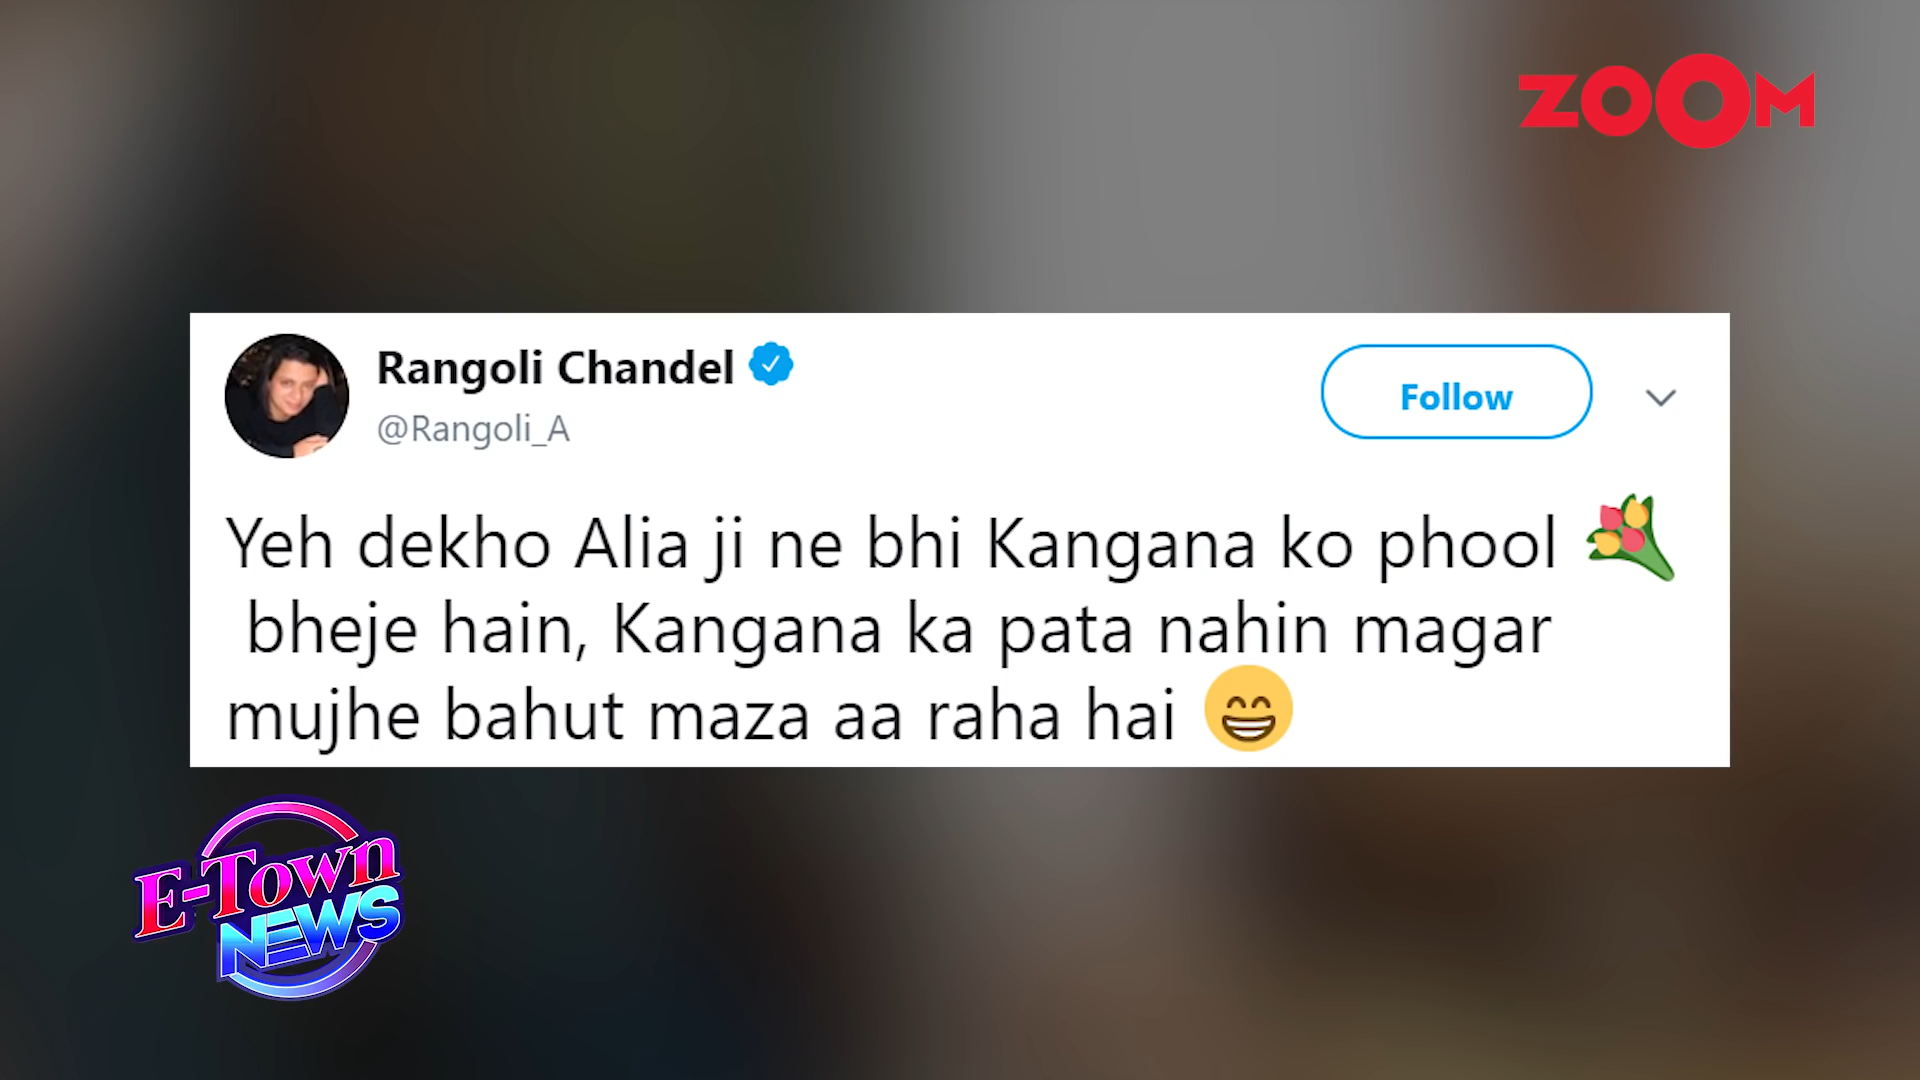 ZOOM
Rangoli Chandel
@Rangoli_A
Follow
Yeh dekho Alia ji ne bhi Kangana ko phool 💐
bheje hain, Kangana ka pata nahin magar
mujhe bahut maza aa raha hai 😁
E-TOWN
NEWS